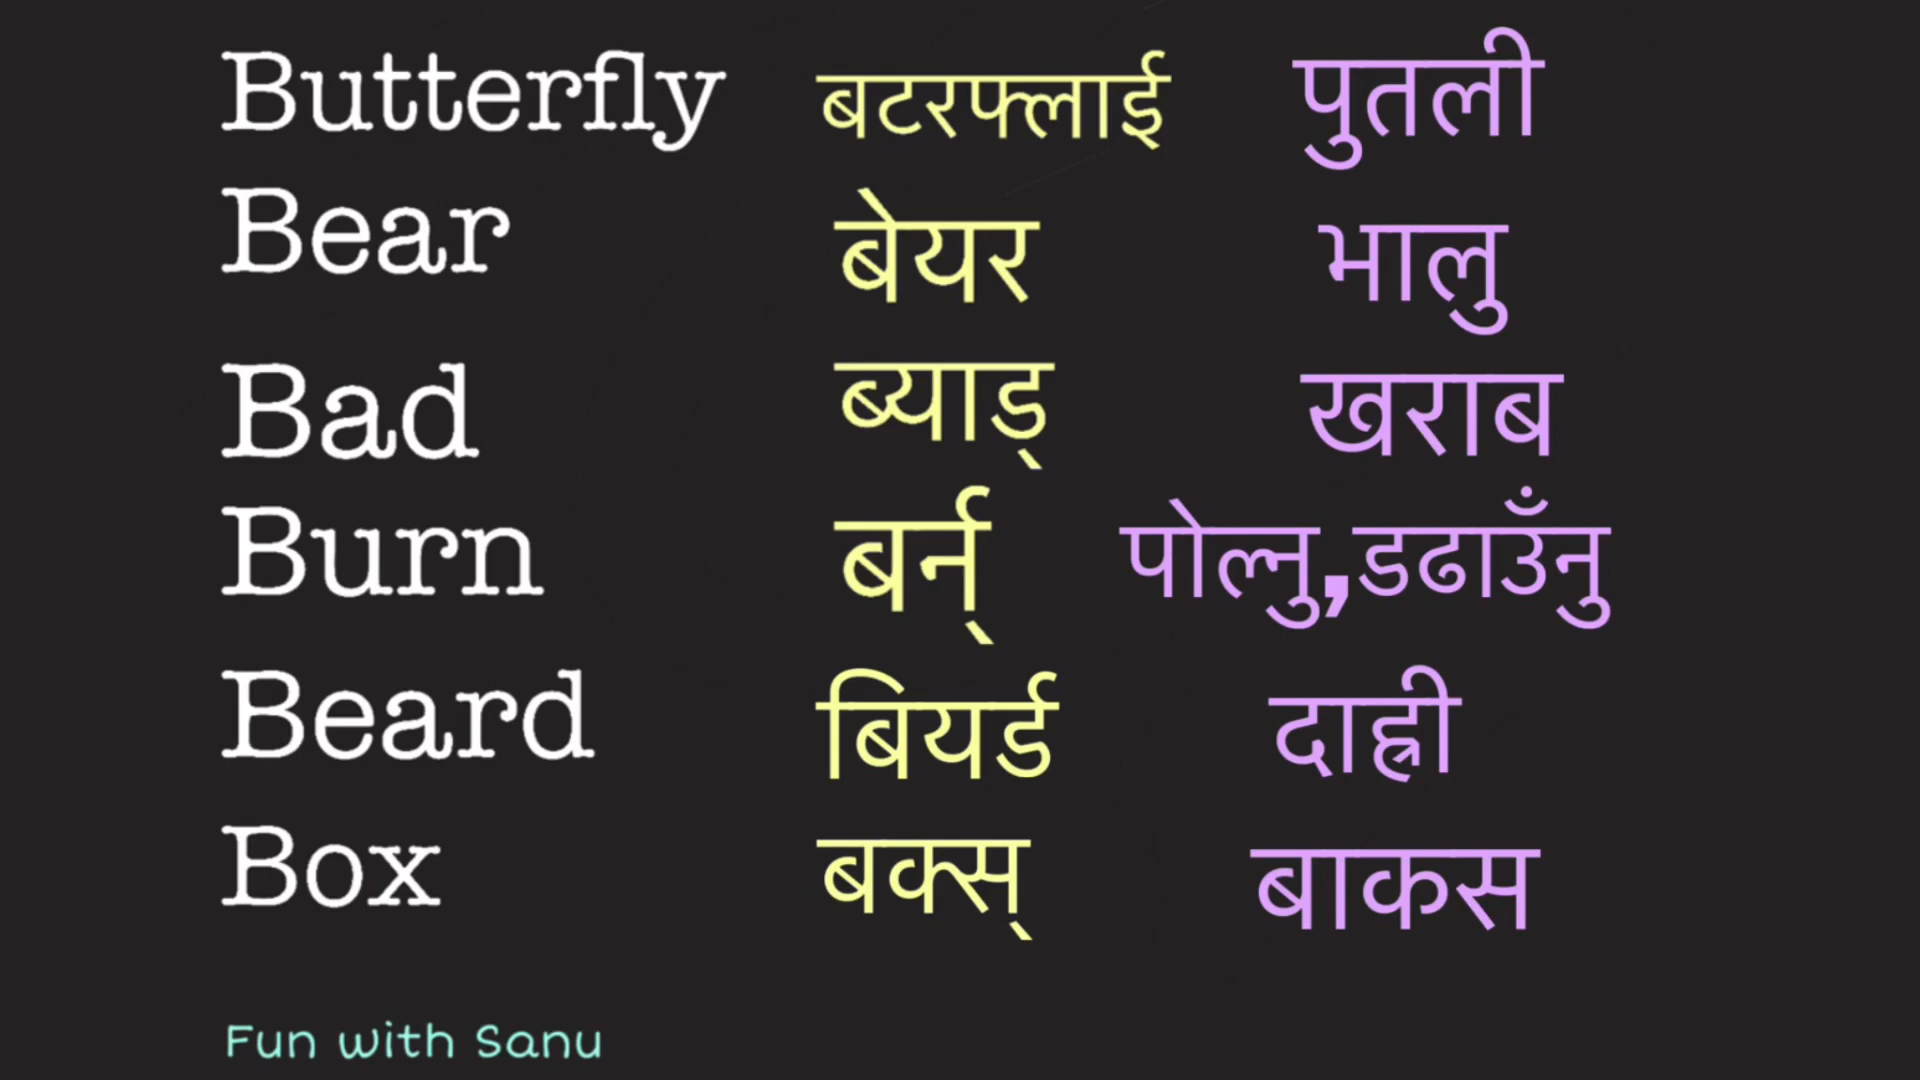 Butterfly बटरफ्लाई पुतली
Bear बेयर भालु
Bad ब्याड् खराब
Burn बर्न् पोल्नु,डढाउँनु
Beard बियर्ड दाह्री
Box बक्स् बाकस
Fun with Sanu